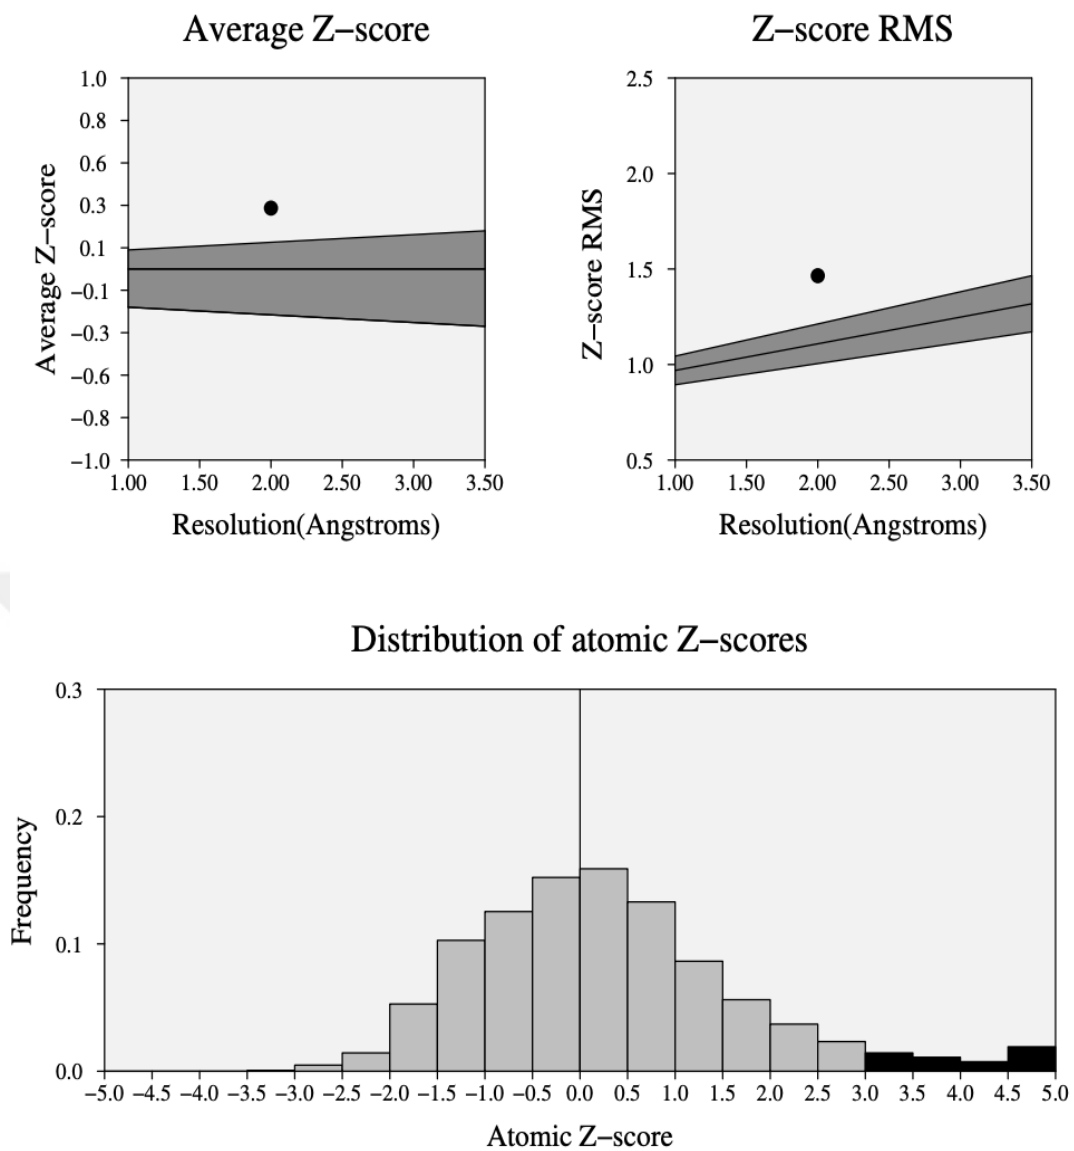 Average Z–score
Z–score RMS
1.0
0.8
0.6
0.3
0.1
–0.1
–0.3
–0.6
–0.8
–1.0
Average Z–score
1.00 1.50 2.00 2.50 3.00 3.50
Resolution(Angstroms)
2.5
2.0
1.5
1.0
0.5
Z–score RMS
1.00 1.50 2.00 2.50 3.00 3.50
Resolution(Angstroms)
Distribution of atomic Z–scores
0.3
0.2
0.1
0.0
Frequency
–5.0 –4.5 –4.0 –3.5 –3.0 –2.5 –2.0 –1.5 –1.0 –0.5 0.0 0.5 1.0 1.5 2.0 2.5 3.0 3.5 4.0 4.5 5.0
Atomic Z–score